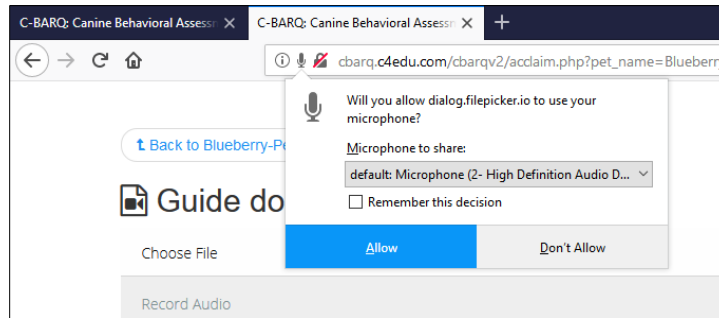 C-BARQ: Canine Behavioral Assessm
C-BARQ: Canine Behavioral Assessm
cbarq.c4edu.com/cbarqv2/acclaim.php?pet_name=Blueberry
Will you allow dialog.filepicker.io to use your
microphone?
Microphone to share:
default: Microphone (2- High Definition Audio D...
Remember this decision
Allow
Don't Allow
Back to Blueberry-Pe
Guide do
Choose File
Record Audio